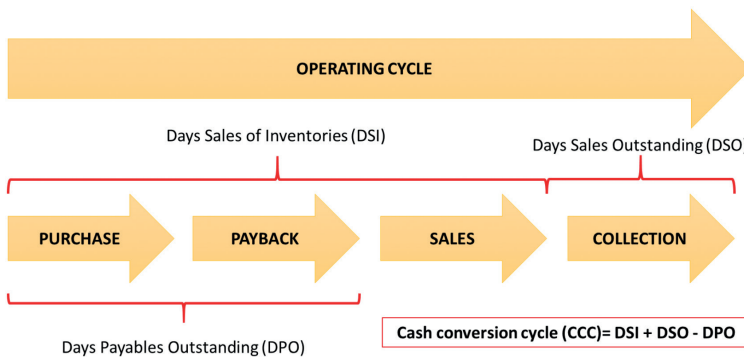 OPERATING CYCLE
Days Sales of Inventories (DSI)
Days Sales Outstanding (DSO)
PURCHASE
PAYBACK
SALES
COLLECTION
Days Payables Outstanding (DPO)
Cash conversion cycle (CCC)= DSI + DSO - DPO